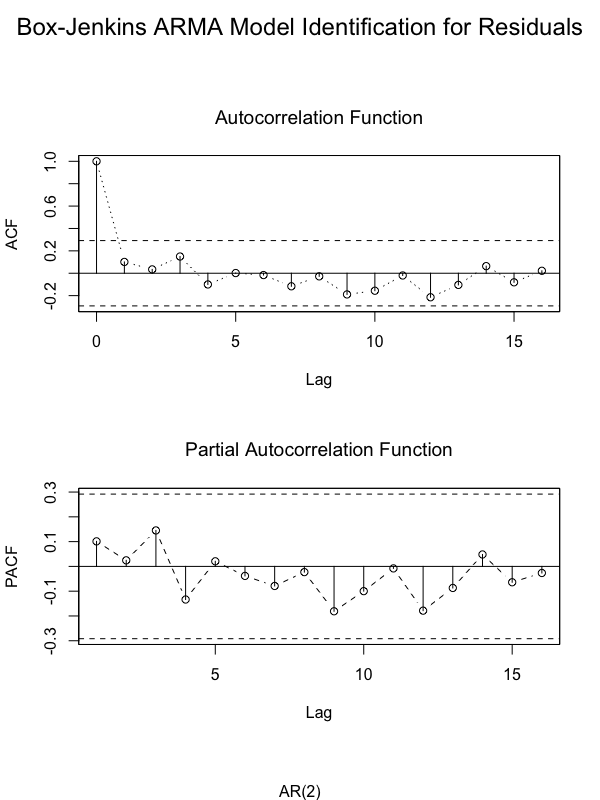 Box-Jenkins ARMA Model Identification for Residuals
Autocorrelation Function
ACF
1.0
0.6
0.2
-0.2
0 5 10 15
Lag
Partial Autocorrelation Function
PACF
0.3
0.1
-0.1
-0.3
5 10 15
Lag
AR(2)